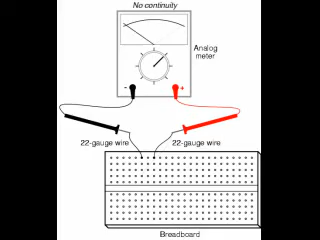 No continuity
Analog
meter
- +
22-gauge wire 22-gauge wire
Breadboard